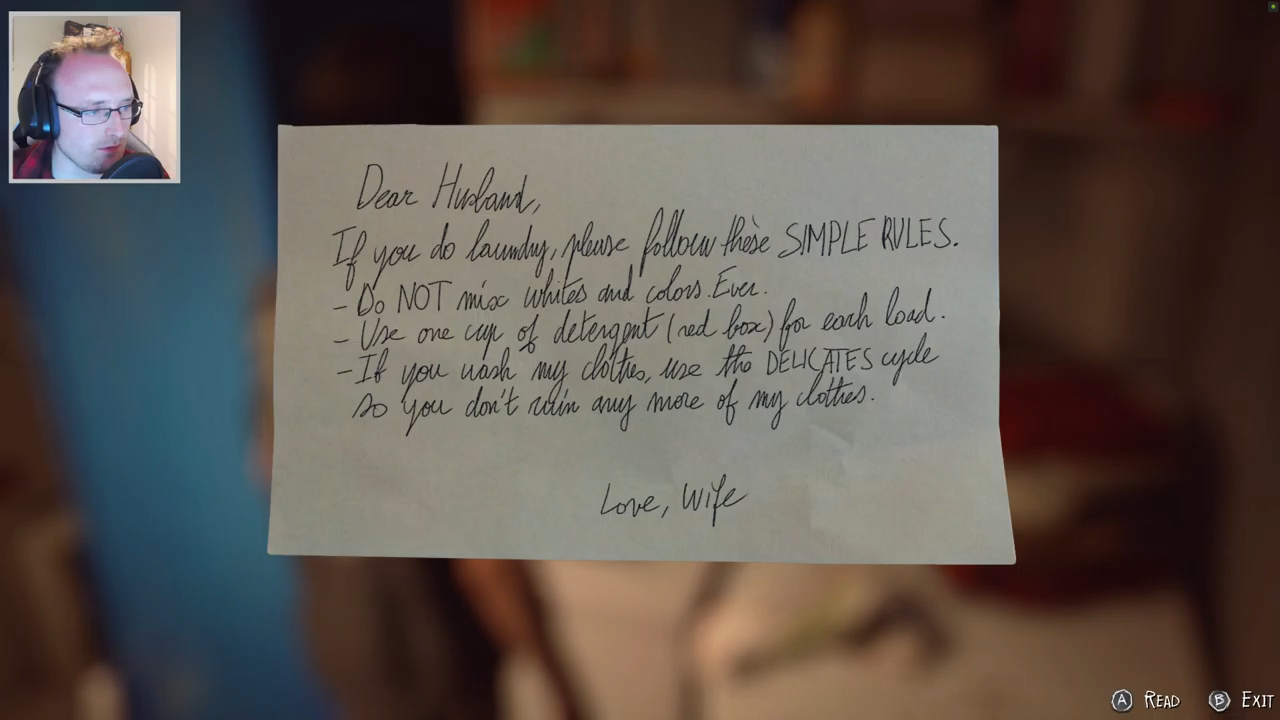 Dear Husband,
If you do laundry, please follow these SIMPLE RULES.
- Do NOT mix whites and colors. Ever.
- Use one cup of detergent (red box) for each load.
- If you wash my clothes, use the DELICATES cycle
so you don't ruin any more of my clothes.
Love, Wife
A READ B EXIT